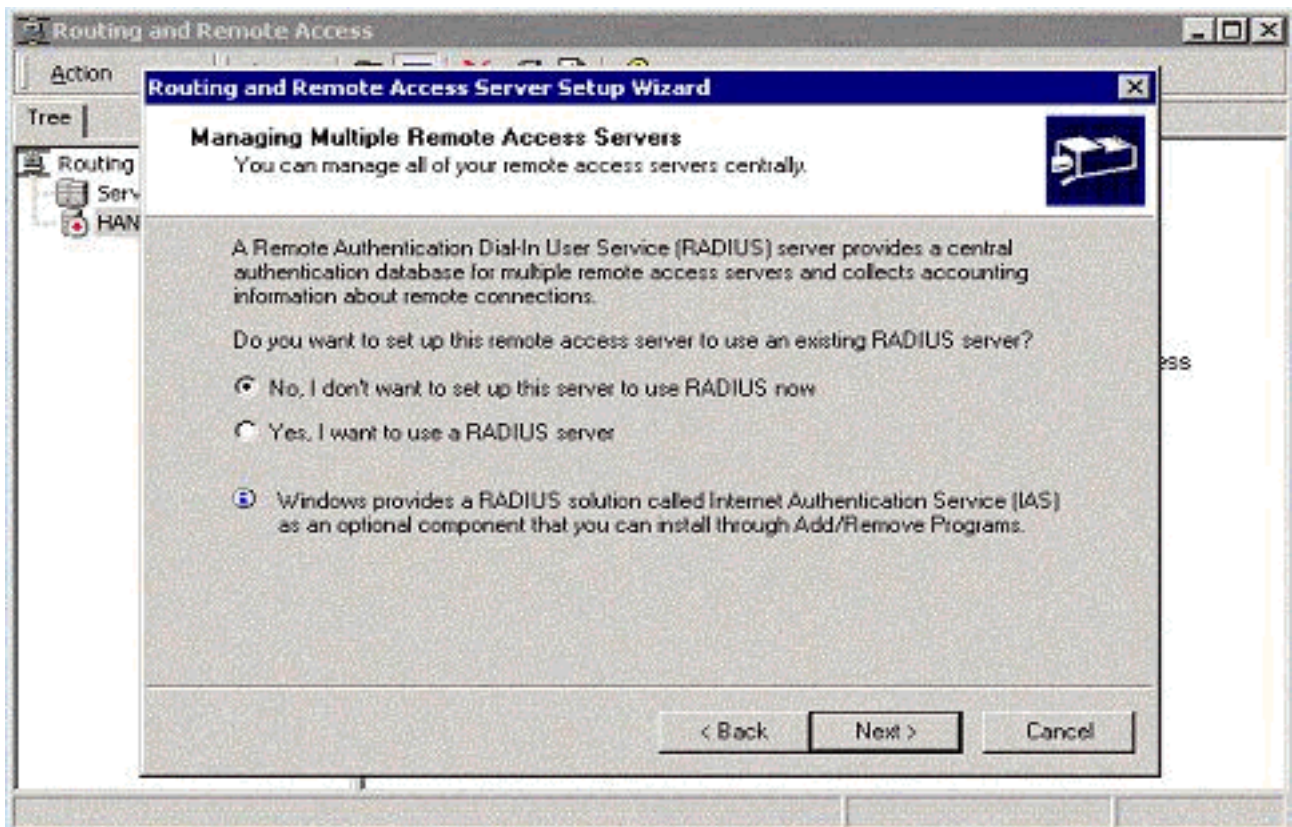 Routing and Remote Access
Action
Routing and Remote Access Server Setup Wizard
Tree
Managing Multiple Remote Access Servers
You can manage all of your remote access servers centrally.
Routing
Serv
HAN
A Remote Authentication Dial-In User Service (RADIUS) server provides a central
authentication database for multiple remote access servers and collects accounting
information about remote connections.
Do you want to set up this remote access server to use an existing RADIUS server?
ess
No, I don't want to set up this server to use RADIUS now
Yes, I want to use a RADIUS server
Windows provides a RADIUS solution called Internet Authentication Service (IAS)
as an optional component that you can install through Add/Remove Programs.
< Back
Next >
Cancel